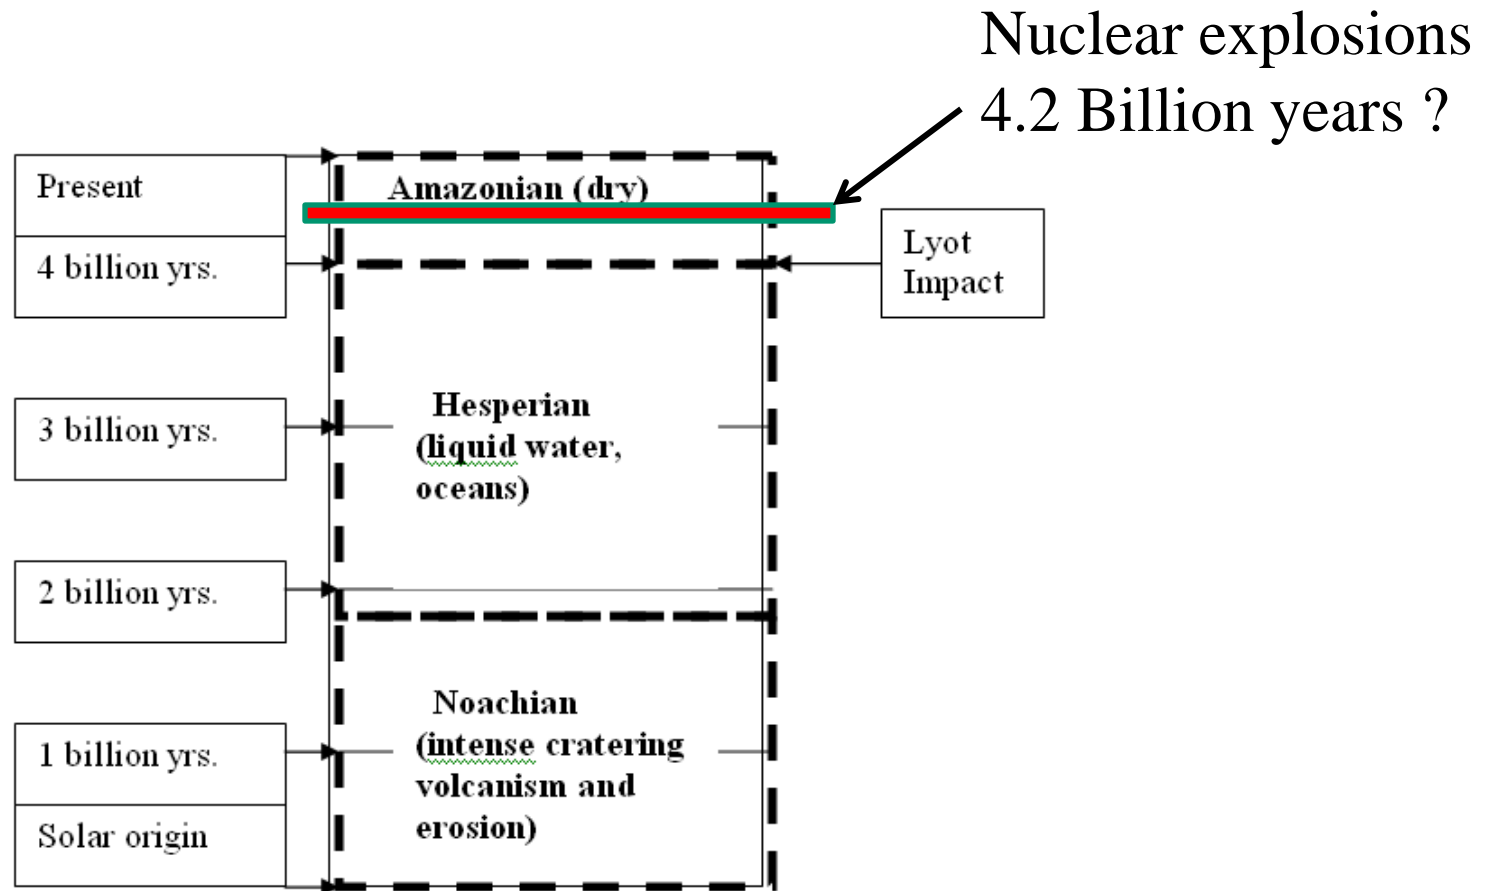 Nuclear explosions
4.2 Billion years ?
Present
Amazonian (dry)
4 billion yrs.
Lyot
Impact
3 billion yrs.
Hesperian
(liquid water,
oceans)
2 billion yrs.
Noachian
(intense cratering
volcanism and
erosion)
1 billion yrs.
Solar origin